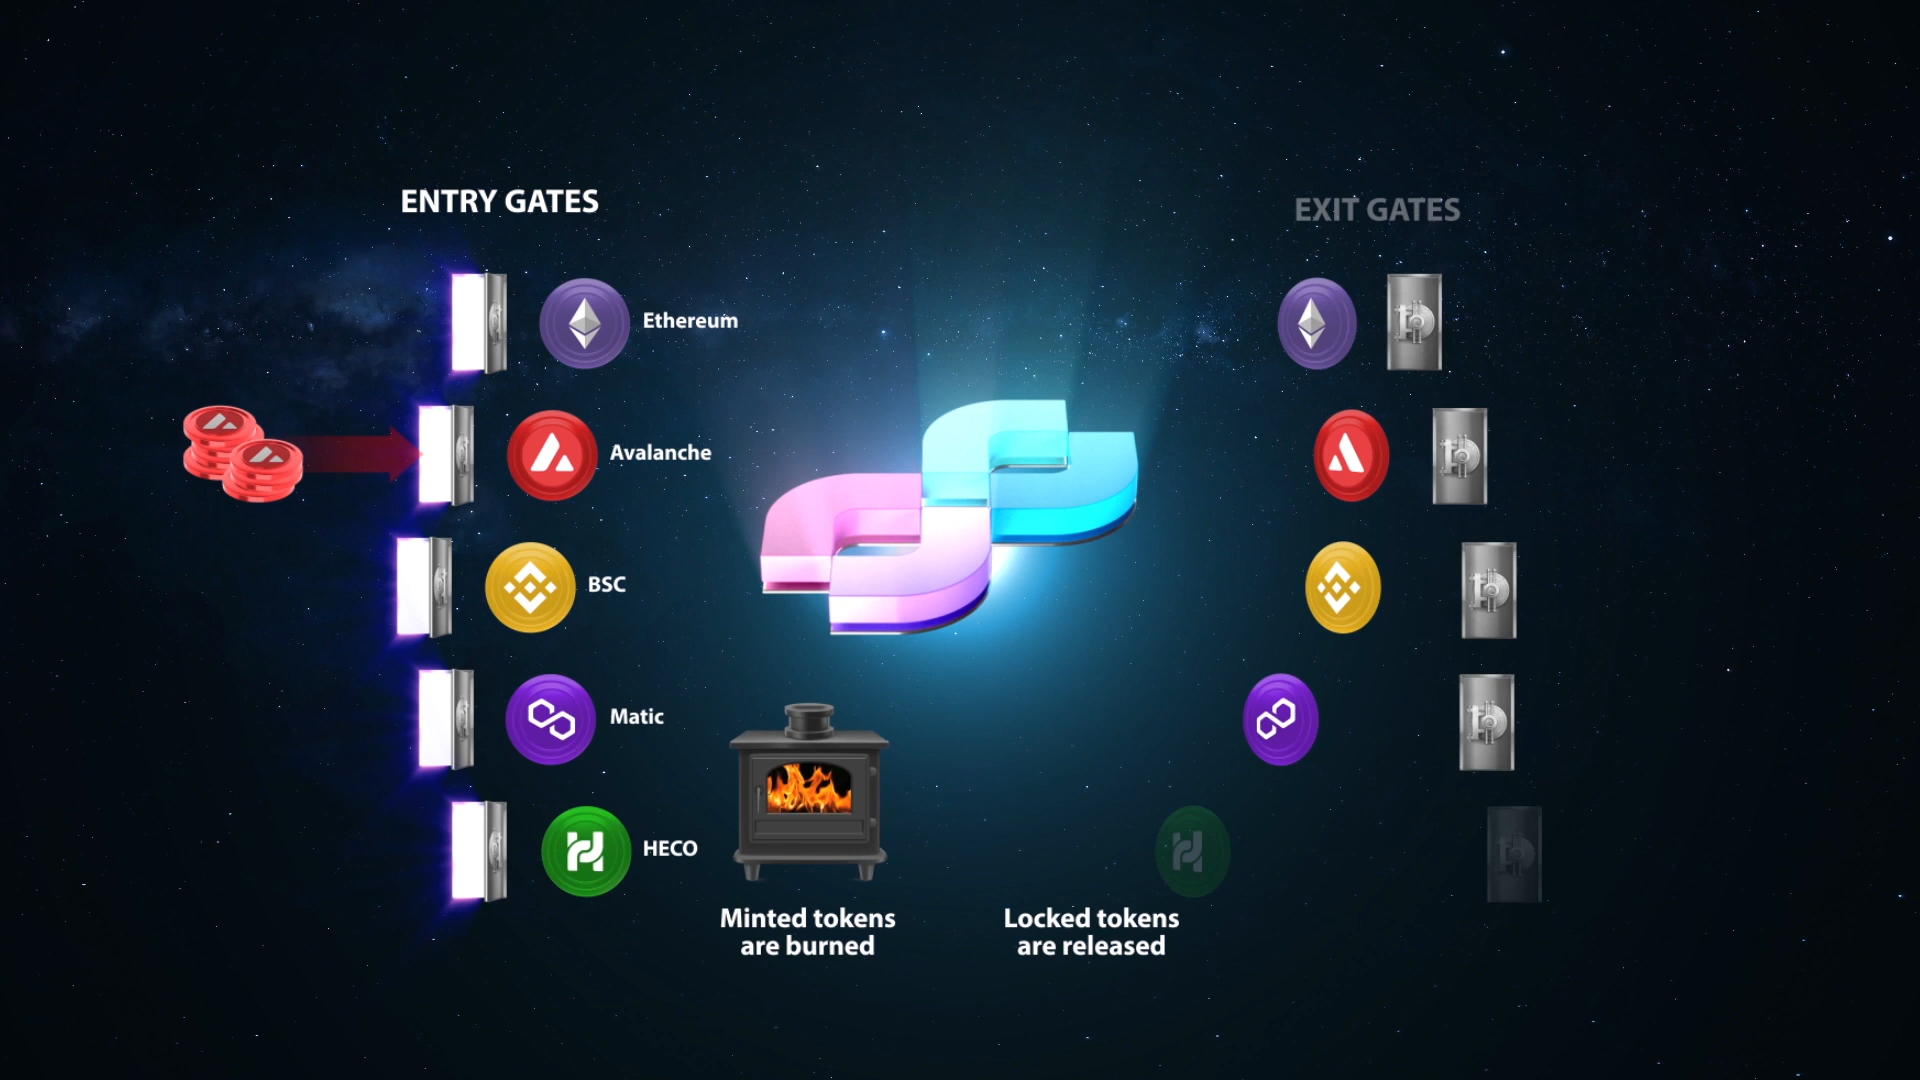 ENTRY GATES
EXIT GATES
Ethereum
Avalanche
BSC
Matic
HECO
Minted tokens
are burned
Locked tokens
are released